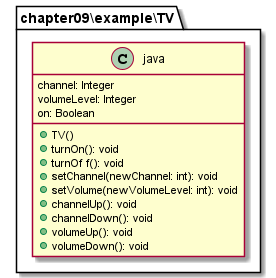 chapter09\example\TV
C java
channel: Integer
volumeLevel: Integer
on: Boolean
TV()
turnOn(): void
turnOf f(): void
setChannel(newChannel: int): void
setVolume(newVolumeLevel: int): void
channelUp(): void
channelDown(): void
volumeUp(): void
volumeDown(): void